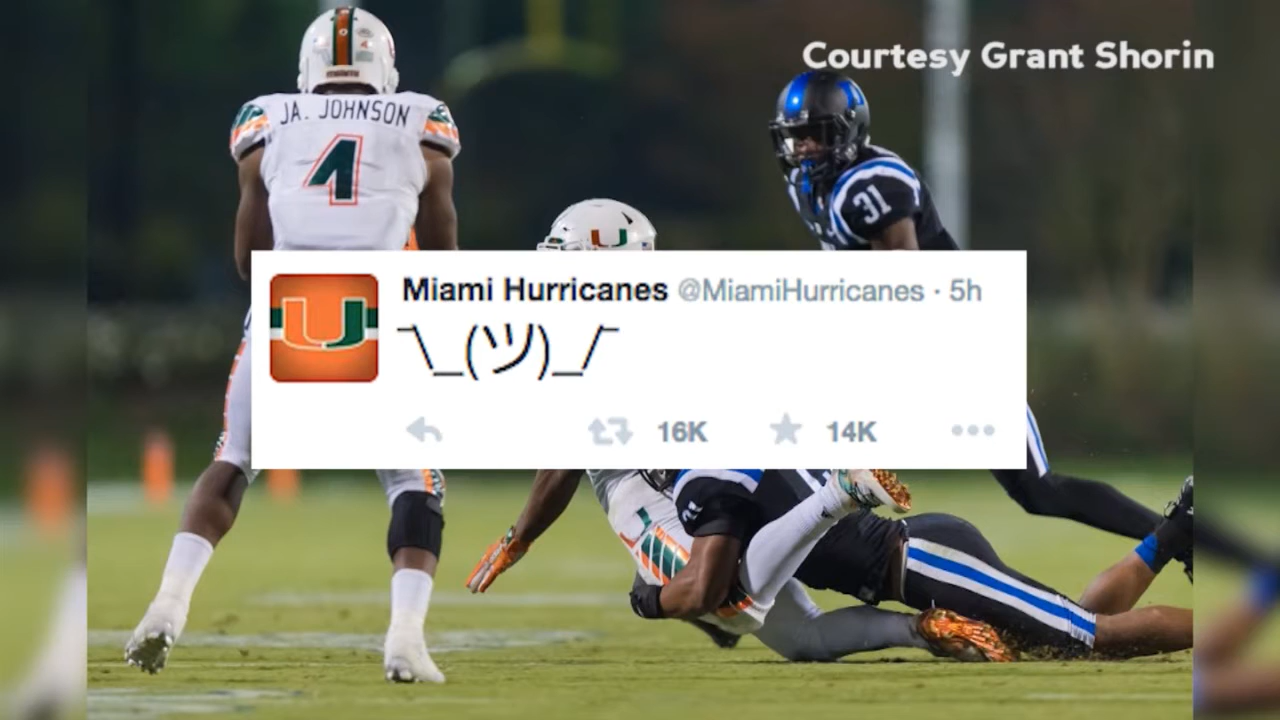 Courtesy Grant Shorin
JA. JOHNSON
4
31
Miami Hurricanes @MiamiHurricanes · 5h
¯\_(ツ)_/¯
16K 14K